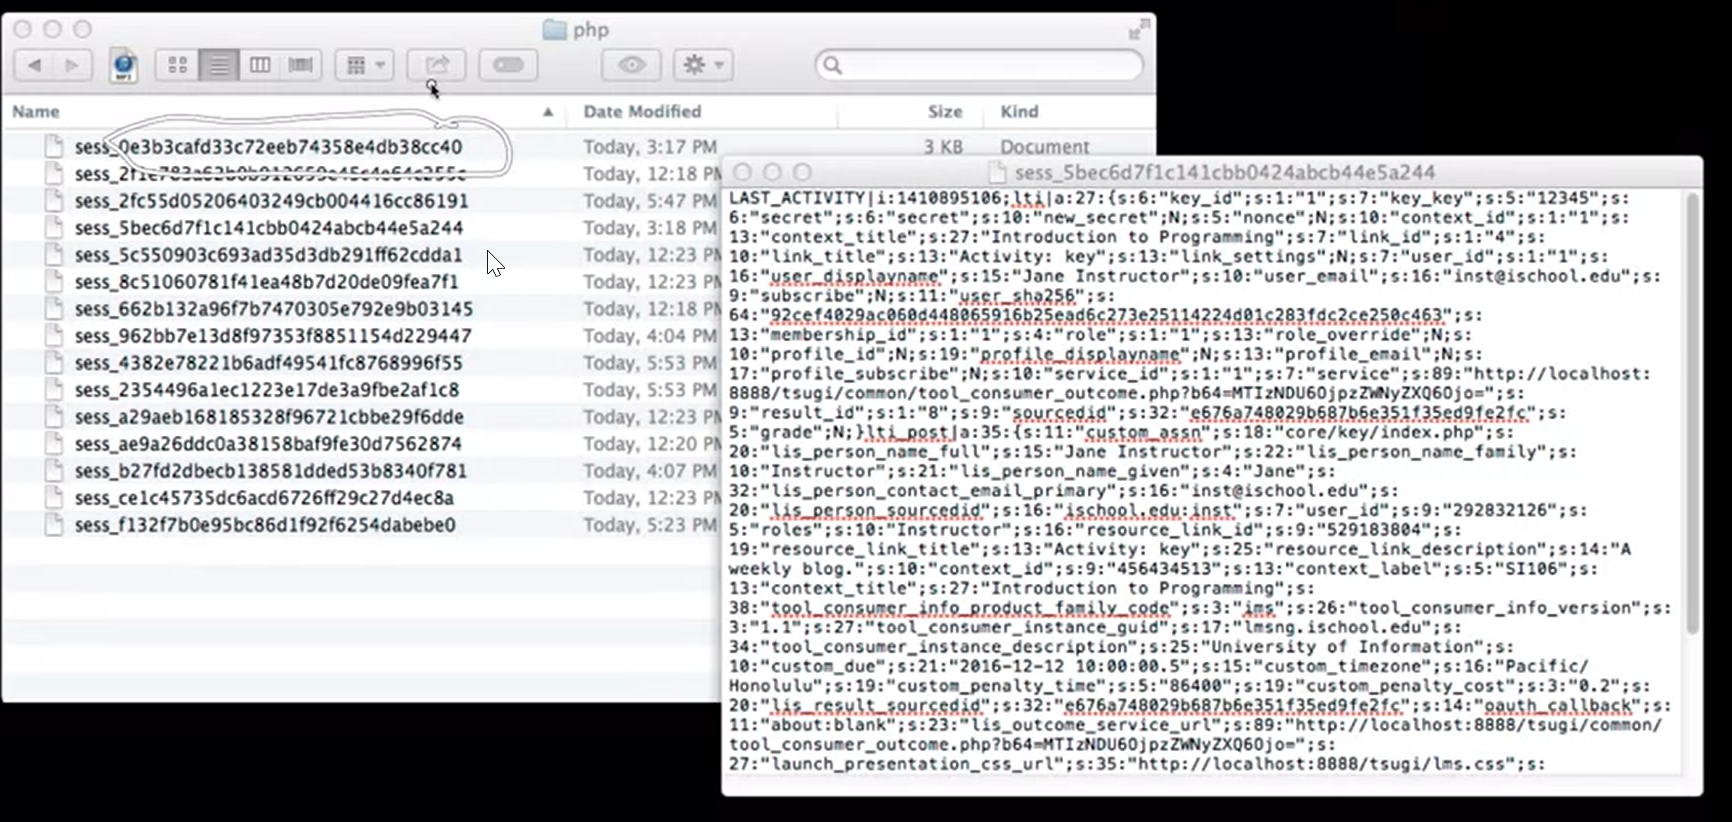 php
Name Date Modified Size Kind
sess_0e3b3cafd33c72eeb74358e4db38cc40 Today, 3:17 PM 3 KB Document
Today, 12:18 PM
sess_2fc55d05206403249cb004416cc86191 Today, 5:47 PM
sess_5bec6d7f1c141cbb0424abcb44e5a244 Today, 3:18 PM
sess_5c550903c693ad35d3db291ff62cdda1 Today, 12:23 PM
sess_8c51060781f41ea48b7d20de09fea7f1 Today, 12:23 PM
sess_662b132a96f7b7470305e792e9b03145 Today, 12:18 PM
sess_962bb7e13d8f97353f8851154d229447 Today, 4:04 PM
sess_4382e78221b6adf49541fc8768996f55 Today, 5:53 PM
sess_2354496a1ec1223e17de3a9fbe2af1c8 Today, 5:53 PM
sess_a29aeb168185328f96721cbbe29f6dde Today, 12:23 PM
sess_ae9a26ddc0a38158baf9fe30d7562874 Today, 12:20 PM
sess_b27fd2dbecb138581dded53b8340f781 Today, 4:07 PM
sess_ce1c45735dc6acd6726ff29c27d4ec8a Today, 12:23 PM
sess_f132f7b0e95bc86d1f92f6254dabebe0 Today, 5:23 PM
sess_5bec6d7f1c141cbb0424abcb44e5a244
LAST_ACTIVITY|i:1410895106;lti|a:27:{s:6:"key_id";s:1:"1";s:7:"key_key";s:5:"12345";s:
6:"secret";s:6:"secret";s:10:"new_secret";N;s:5:"nonce";N;s:10:"context_id";s:1:"1";s:
13:"context_title";s:27:"Introduction to Programming";s:7:"link_id";s:1:"4";s:
10:"link_title";s:13:"Activity: key";s:13:"link_settings";N;s:7:"user_id";s:1:"1";s:
16:"user_displayname";s:15:"Jane Instructor";s:10:"user_email";s:16:"inst@ischool.edu";s:
9:"subscribe";N;s:11:"user_sha256";s:
64:"92cef4029ac060d448065916b25ead6c273e25114224d01c283fdc2ce250c463";s:
13:"membership_id";s:1:"1";s:4:"role";s:1:"1";s:13:"role_override";N;s:
10:"profile_id";N;s:19:"profile_displayname";N;s:13:"profile_email";N;s:
17:"profile_subscribe";N;s:10:"service_id";s:1:"1";s:7:"service";s:89:"http://localhost:
8888/tsugi/common/tool_consumer_outcome.php?b64=MTIzNDU6OjpzZWNyZXQ6Ojo=";s:
9:"result_id";s:1:"8";s:9:"sourcedid";s:32:"e676a748029b687b6e351f35ed9fe2fc";s:
5:"grade";N;}lti_post|a:35:{s:11:"custom_assn";s:18:"core/key/index.php";s:
20:"lis_person_name_full";s:15:"Jane Instructor";s:22:"lis_person_name_family";s:
10:"Instructor";s:21:"lis_person_name_given";s:4:"Jane";s:
32:"lis_person_contact_email_primary";s:16:"inst@ischool.edu";s:
20:"lis_person_sourcedid";s:16:"ischool.edu:inst";s:7:"user_id";s:9:"292832126";s:
5:"roles";s:10:"Instructor";s:16:"resource_link_id";s:9:"529183804";s:
19:"resource_link_title";s:13:"Activity: key";s:25:"resource_link_description";s:14:"A
weekly blog.";s:10:"context_id";s:9:"456434513";s:13:"context_label";s:5:"SI106";s:
13:"context_title";s:27:"Introduction to Programming";s:
38:"tool_consumer_info_product_family_code";s:3:"ims";s:26:"tool_consumer_info_version";s:
3:"1.1";s:27:"tool_consumer_instance_guid";s:17:"lmsng.ischool.edu";s:
34:"tool_consumer_instance_description";s:25:"University of Information";s:
10:"custom_due";s:21:"2016-12-12 10:00:00.5";s:15:"custom_timezone";s:16:"Pacific/
Honolulu";s:19:"custom_penalty_time";s:5:"86400";s:19:"custom_penalty_cost";s:3:"0.2";s:
20:"lis_result_sourcedid";s:32:"e676a748029b687b6e351f35ed9fe2fc";s:14:"oauth_callback";s:
11:"about:blank";s:23:"lis_outcome_service_url";s:89:"http://localhost:8888/tsugi/common/
tool_consumer_outcome.php?b64=MTIzNDU6OjpzZWNyZXQ6Ojo=";s:
27:"launch_presentation_css_url";s:35:"http://localhost:8888/tsugi/lms.css";s: